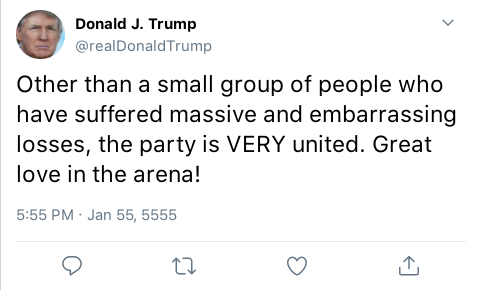 Donald J. Trump
@realDonaldTrump
Other than a small group of people who
have suffered massive and embarrassing
losses, the party is VERY united. Great
love in the arena!
5:55 PM · Jan 55, 5555